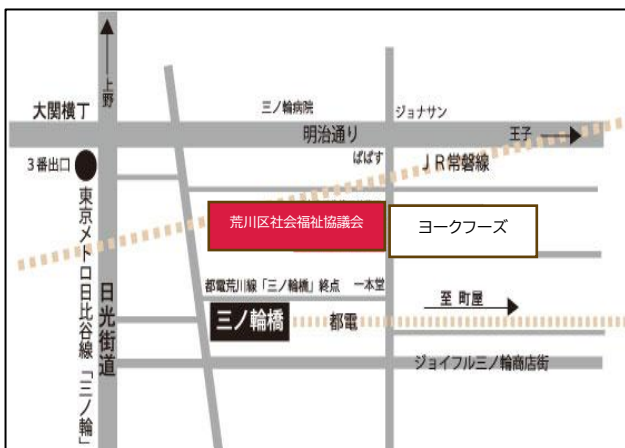 上野
大関横丁
三ノ輪病院
ジョナサン
明治通り
王子
3番出口
ぱぱす
JR常磐線
東京メトロ日比谷線「三ノ輪」
荒川区社会福祉協議会
ヨークフーズ
日光街道
都電荒川線「三ノ輪橋」終点
一本堂
至 町屋
三ノ輪橋
都電
ジョイフル三ノ輪商店街